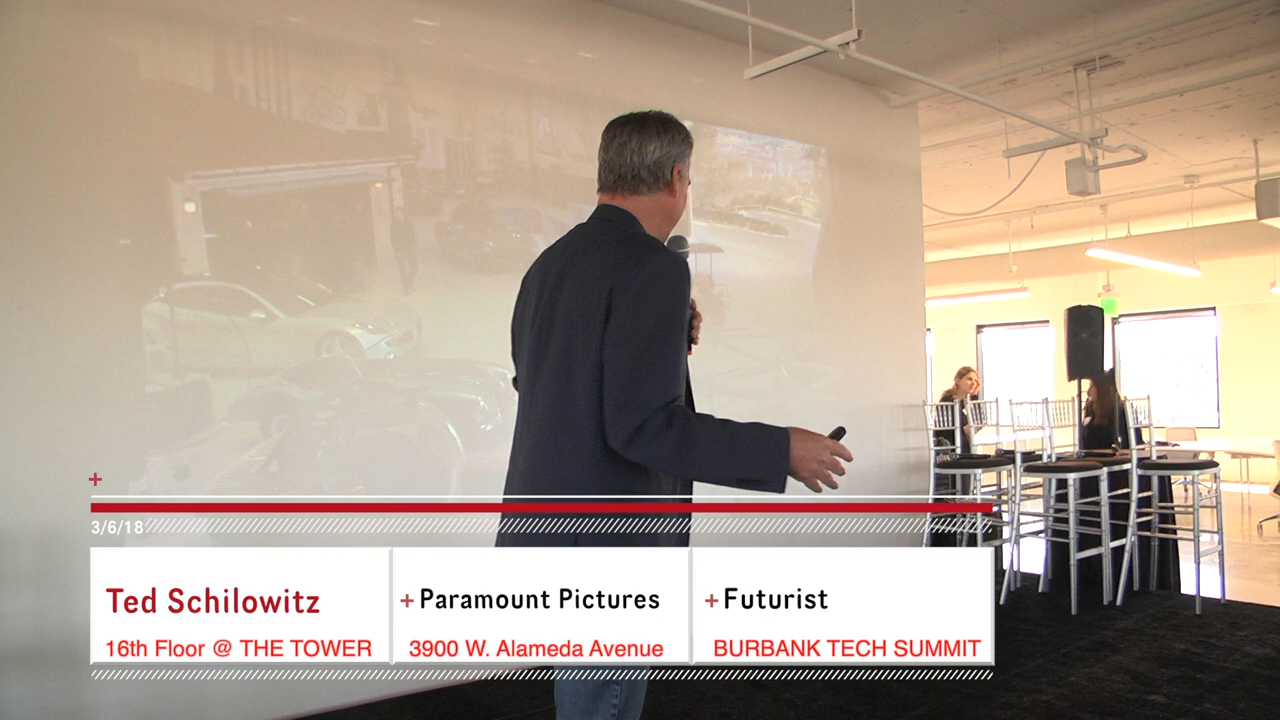 3/6/18
Ted Schilowitz
+ Paramount Pictures
+ Futurist
16th Floor @ THE TOWER
3900 W. Alameda Avenue
BURBANK TECH SUMMIT